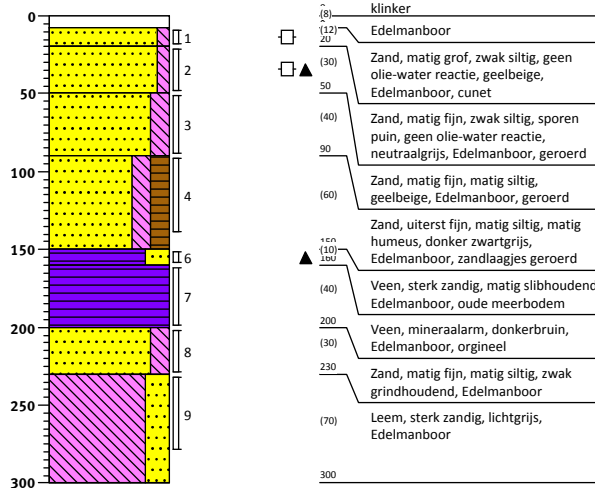 0
50
100
150
200
250
300
1
2
3
4
6
7
8
9
(8)
klinker
(12)
Edelmanboor
20
(30)
Zand, matig grof, zwak siltig, geen
olie-water reactie, geelbeige,
Edelmanboor, cunet
50
(40)
Zand, matig fijn, zwak siltig, sporen
puin, geen olie-water reactie,
neutraalgrijs, Edelmanboor, geroerd
90
(60)
Zand, matig fijn, matig siltig,
geelbeige, Edelmanboor, geroerd
Zand, uiterst fijn, matig siltig, matig
humeus, donker zwartgrijs,
Edelmanboor, zandlaagjes geroerd
150
(10)
160
(40)
Veen, sterk zandig, matig slibhoudend
Edelmanboor, oude meerbodem
200
(30)
Veen, mineraalarm, donkerbruin,
Edelmanboor, orgineel
230
Zand, matig fijn, matig siltig, zwak
grindhoudend, Edelmanboor
(70)
Leem, sterk zandig, lichtgrijs,
Edelmanboor
300